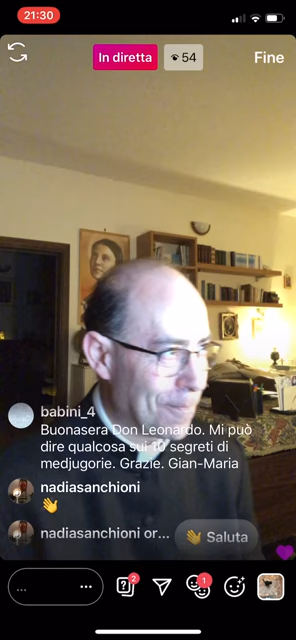 21:30
In diretta
54
Fine
babini_4
Buonasera Don Leonardo. Mi può
dire qualcosa sui 10 segreti di
medjugorie. Grazie. Gian-Maria
nadiasanchioni
👋
nadiasanchioni or...
👋 Saluta
...
2
1